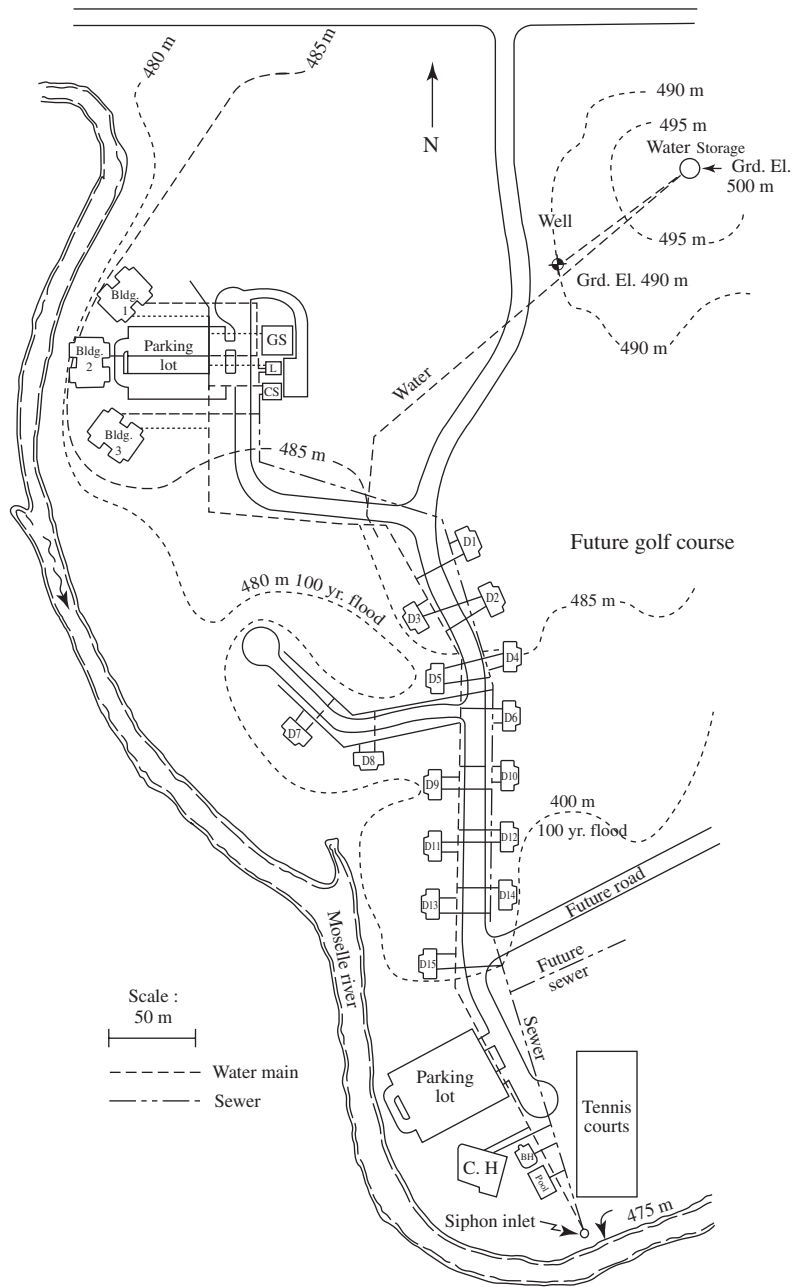 480 m
485 m
N
490 m
495 m
Water Storage
Grd. El.
500 m
Well
495 m
Grd. El. 490 m
490 m
Bldg.
1
Bldg.
2
Parking
lot
GS
L
CS
Bldg.
3
Water
485 m
D1
Future golf course
D2
D3
480 m 100 yr. flood
485 m
D4
D5
D6
D7
D8
D9
D10
400 m
100 yr. flood
D11
D12
D13
D14
Future road
D15
Future
sewer
Moselle river
Scale :
50 m
Water main
Sewer
Sewer
Parking
lot
Tennis
courts
C. H
BH
Pool
Siphon inlet
475 m